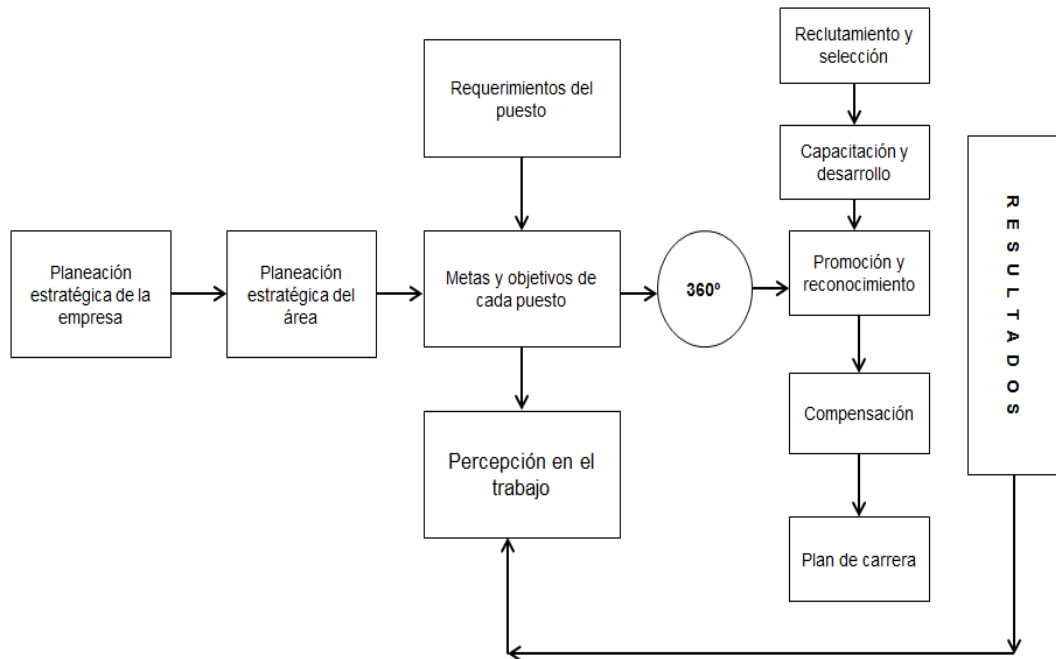 Reclutamiento y
selección
Requerimientos del
puesto
Capacitación y
desarrollo
Planeación
estratégica de la
empresa
Planeación
estratégica del
área
Metas y objetivos de
cada puesto
360º
Promoción y
reconocimiento
RESULTADOS
Percepción en el
trabajo
Compensación
Plan de carrera